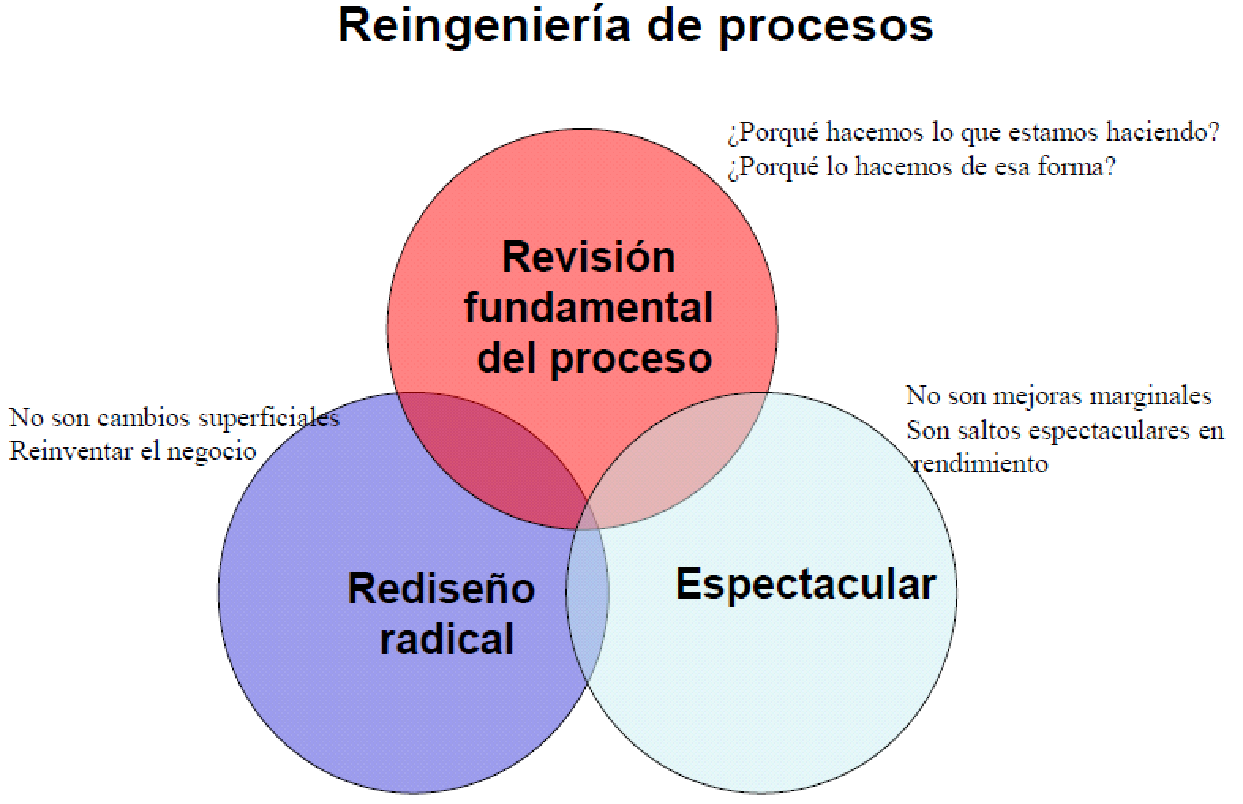 Reingeniería de procesos
¿Porqué hacemos lo que estamos haciendo?
¿Porqué lo hacemos de esa forma?
Revisión
fundamental
del proceso
No son cambios superficiales
Reinventar el negocio
No son mejoras marginales
Son saltos espectaculares en
rendimiento
Rediseño
radical
Espectacular